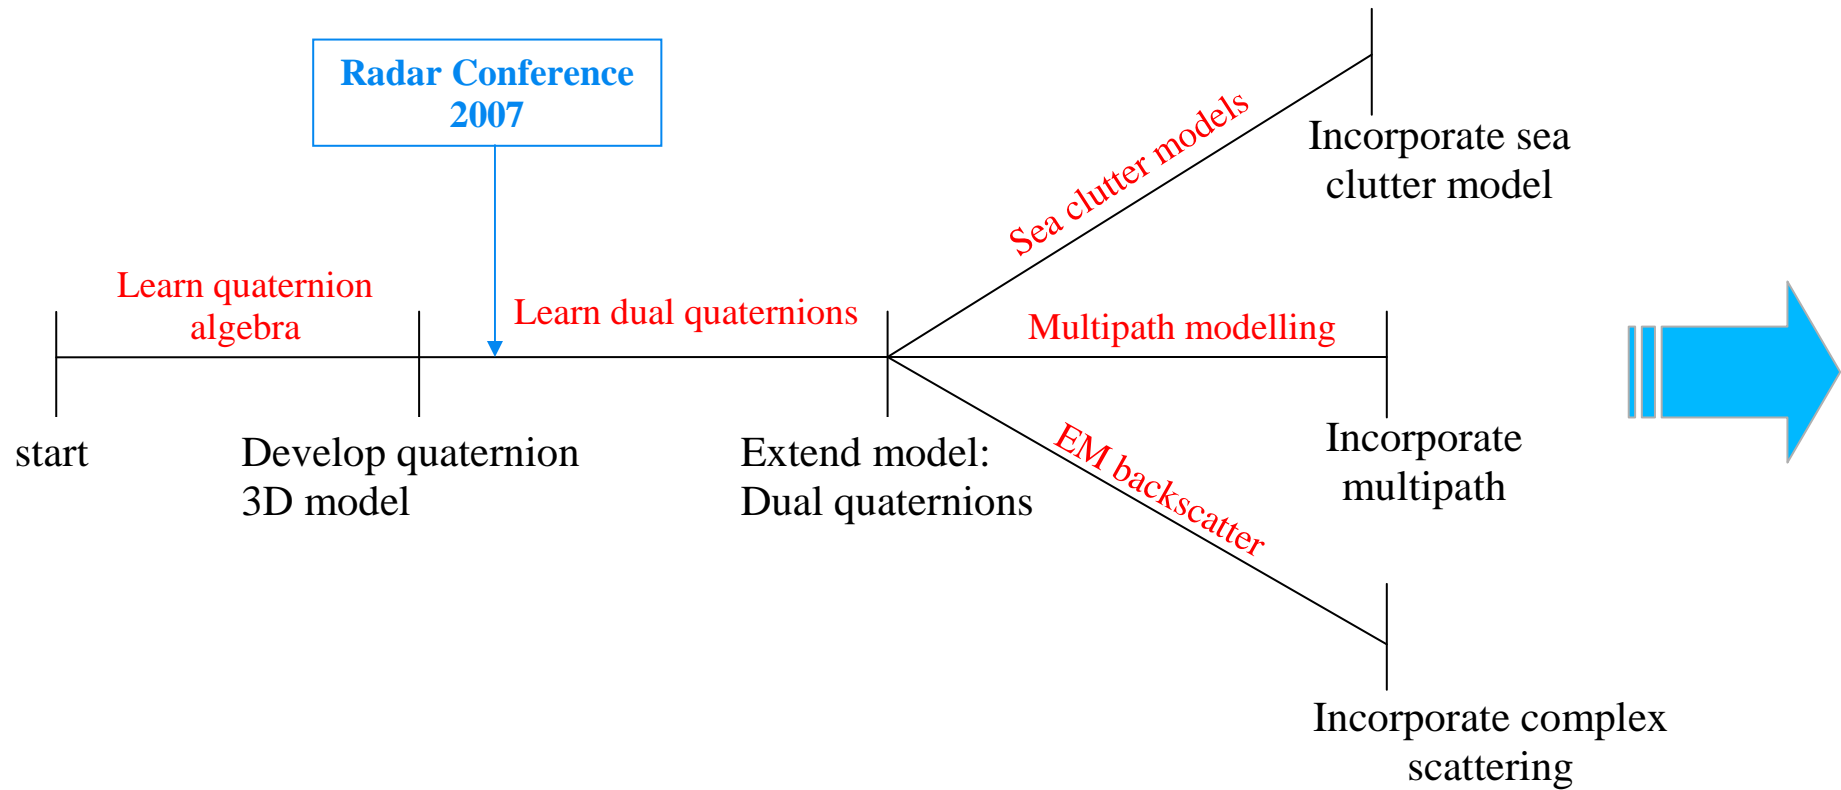 Radar Conference
2007
Sea clutter models
Incorporate sea
clutter model
Learn quaternion
algebra
Learn dual quaternions
Multipath modelling
start
Develop quaternion
3D model
Extend model:
Dual quaternions
EM backscatter
Incorporate
multipath
Incorporate complex
scattering